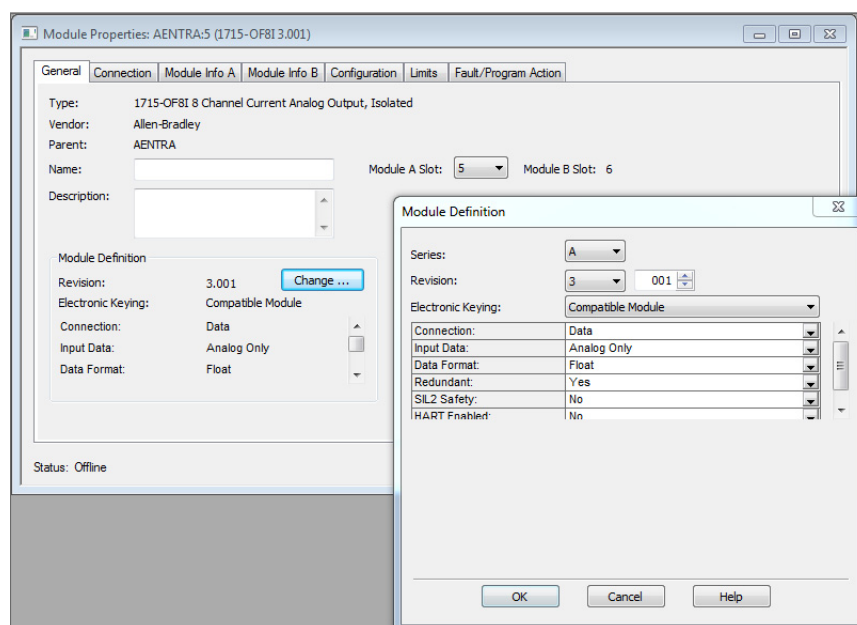 Module Properties: AENTRA:5 (1715-OF8I 3.001)
General Connection Module Info A Module Info B Configuration Limits Fault/Program Action
Type: 1715-OF8I 8 Channel Current Analog Output, Isolated
Vendor: Allen-Bradley
Parent: AENTRA
Name: Module A Slot: 5 Module B Slot: 6
Description:
Module Definition
Revision: 3.001 Change ...
Electronic Keying: Compatible Module
Connection: Data
Input Data: Analog Only
Data Format: Float
Status: Offline
Module Definition
Series: A
Revision: 3 001
Electronic Keying: Compatible Module
Connection: Data
Input Data: Analog Only
Data Format: Float
Redundant: Yes
SIL2 Safety: No
HART Enabled: No
OK Cancel Help